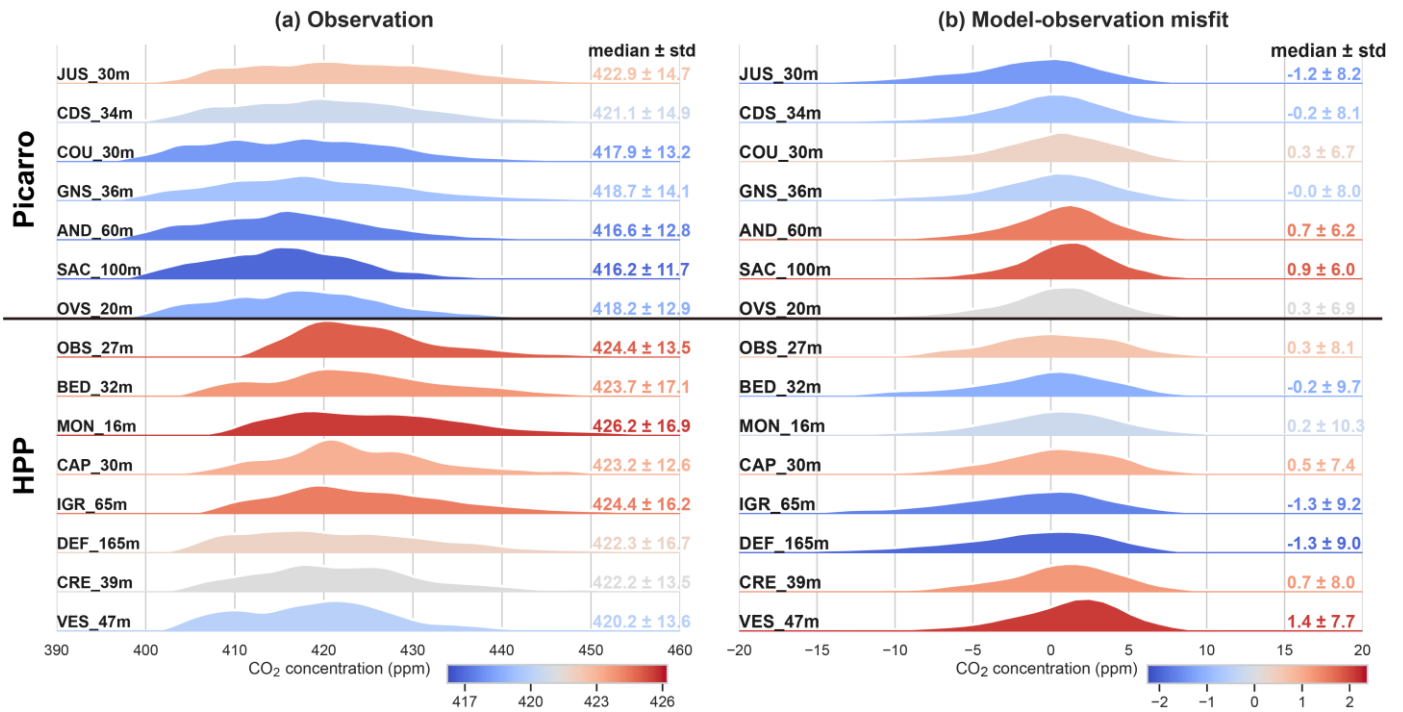 (a) Observation
(b) Model-observation misfit
median ± std
median ± std
Picarro
JUS_30m 422.9 ± 14.7 JUS_30m -1.2 ± 8.2
CDS_34m 421.1 ± 14.9 CDS_34m -0.2 ± 8.1
COU_30m 417.9 ± 13.2 COU_30m 0.3 ± 6.7
GNS_36m 418.7 ± 14.1 GNS_36m -0.0 ± 8.0
AND_60m 416.6 ± 12.8 AND_60m 0.7 ± 6.2
SAC_100m 416.2 ± 11.7 SAC_100m 0.9 ± 6.0
OVS_20m 418.2 ± 12.9 OVS_20m 0.3 ± 6.9
HPP
OBS_27m 424.4 ± 13.5 OBS_27m 0.3 ± 8.1
BED_32m 423.7 ± 17.1 BED_32m -0.2 ± 9.7
MON_16m 426.2 ± 16.9 MON_16m 0.2 ± 10.3
CAP_30m 423.2 ± 12.6 CAP_30m 0.5 ± 7.4
IGR_65m 424.4 ± 16.2 IGR_65m -1.3 ± 9.2
DEF_165m 422.3 ± 16.7 DEF_165m -1.3 ± 9.0
CRE_39m 422.2 ± 13.5 CRE_39m 0.7 ± 8.0
VES_47m 420.2 ± 13.6 VES_47m 1.4 ± 7.7
390 400 410 420 430 440 450 460 −20 −15 −10 −5 0 5 10 15 20
CO₂ concentration (ppm) CO₂ concentration (ppm)
417 420 423 426 −2 −1 0 1 2